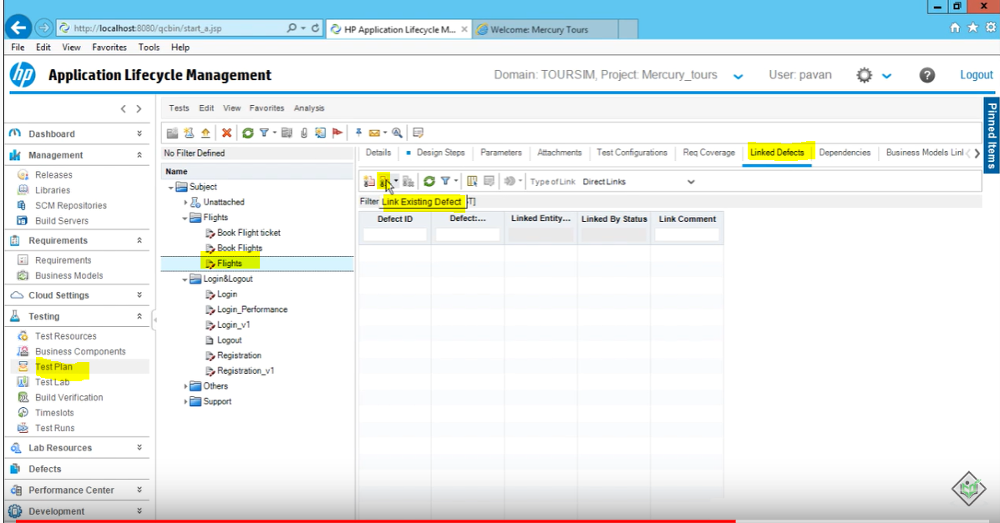 http://localhost:8080/qcbin/start_a.jsp
HP Application Lifecycle M...
Welcome: Mercury Tours
File Edit View Favorites Tools Help
hp Application Lifecycle Management
Domain: TOURSIM, Project: Mercury_tours
User: pavan
Logout
Pinned Items
Dashboard
Management
Releases
Libraries
SCM Repositories
Build Servers
Requirements
Requirements
Business Models
Cloud Settings
Testing
Test Resources
Business Components
Test Plan
Test Lab
Build Verification
Timeslots
Test Runs
Lab Resources
Defects
Performance Center
Development
Tests Edit View Favorites Analysis
No Filter Defined
Name
Subject
Unattached
Flights
Book Flight ticket
Book Flights
Flights
Login&Logout
Login
Login_Performance
Login_v1
Logout
Registration
Registration_v1
Others
Support
Details Design Steps Parameters Attachments Test Configurations Req Coverage Linked Defects Dependencies Business Models Linl
Type of Link Direct Links
Filter Link Existing Defect T]
Defect ID Defect:... Linked Entity... Linked By Status Link Comment